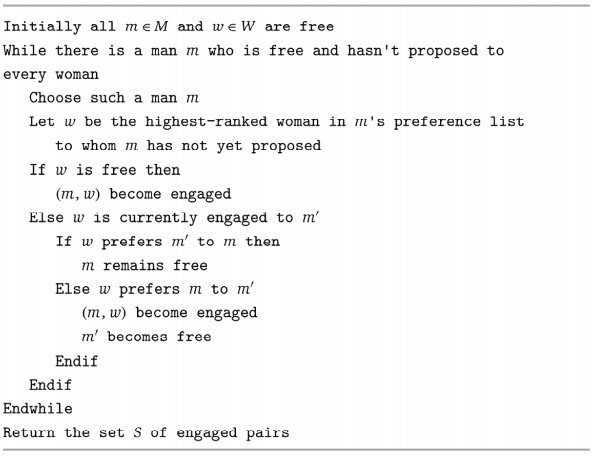 Initially all m ∈ M and w ∈ W are free
While there is a man m who is free and hasn't proposed to
every woman
Choose such a man m
Let w be the highest-ranked woman in m's preference list
to whom m has not yet proposed
If w is free then
(m, w) become engaged
Else w is currently engaged to m′
If w prefers m′ to m then
m remains free
Else w prefers m to m′
(m, w) become engaged
m′ becomes free
Endif
Endif
Endwhile
Return the set S of engaged pairs